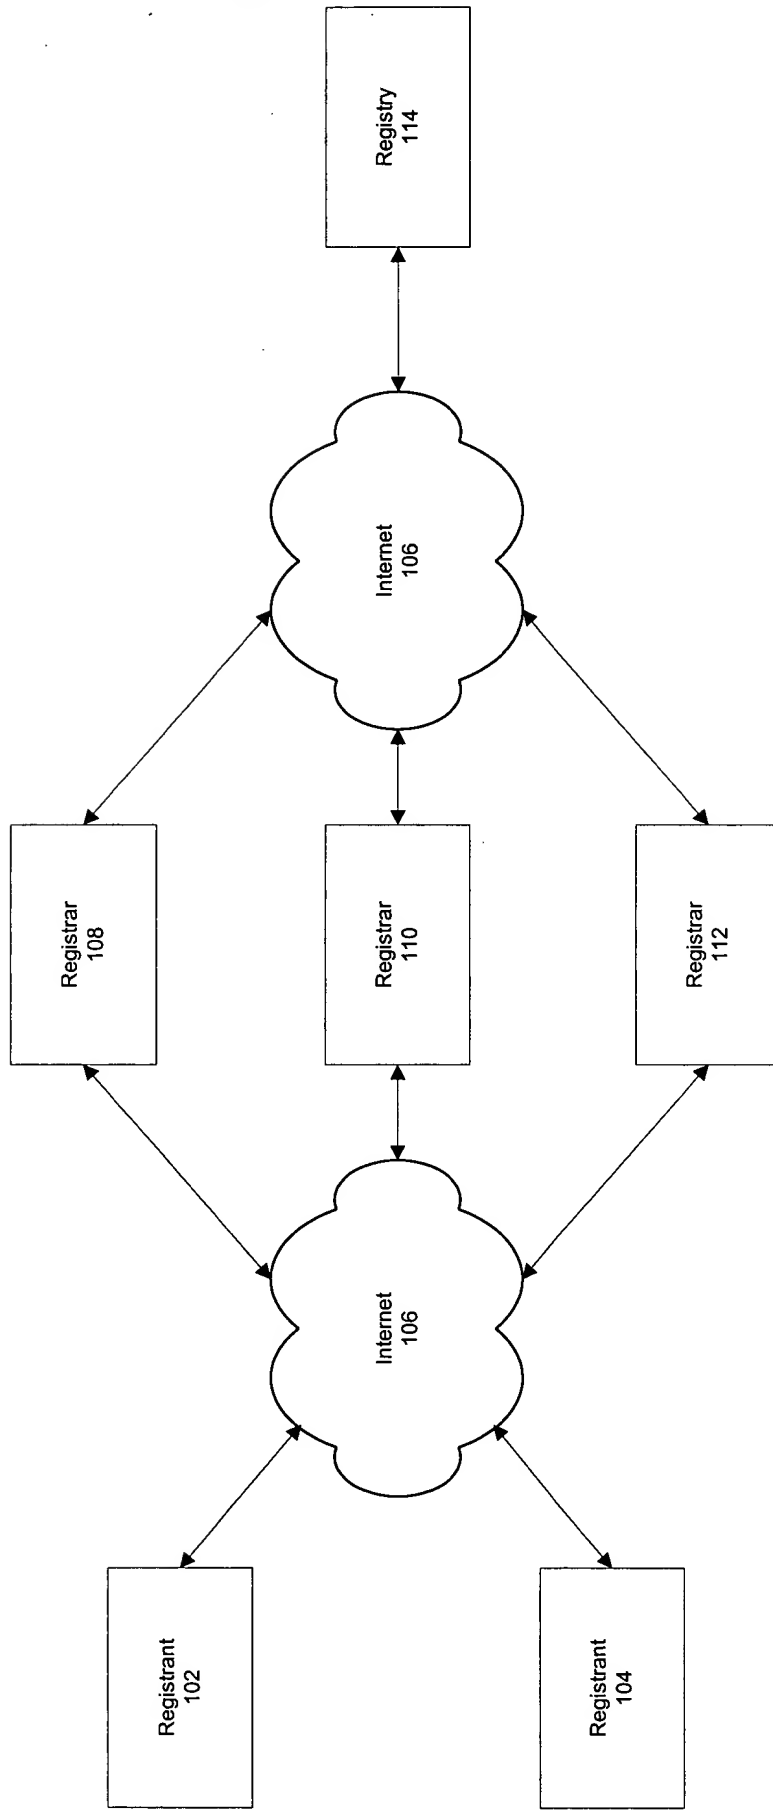 Registrant
102
Registrant
104
Internet
106
Registrar
108
Registrar
110
Registrar
112
Internet
106
Registry
114